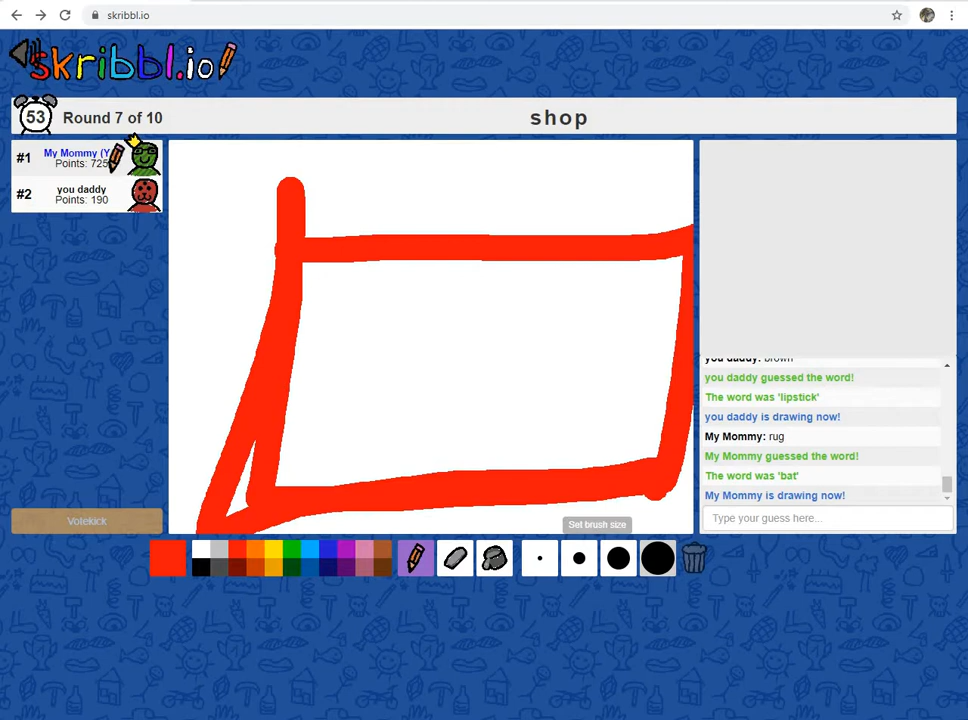 skribbl.io
skribbl.io
53
Round 7 of 10
shop
#1
My Mommy (Y
Points: 725
#2
you daddy
Points: 190
you daddy: brown
you daddy guessed the word!
The word was 'lipstick'
you daddy is drawing now!
My Mommy: rug
My Mommy guessed the word!
The word was 'bat'
My Mommy is drawing now!
Type your guess here...
Votekick
Set brush size